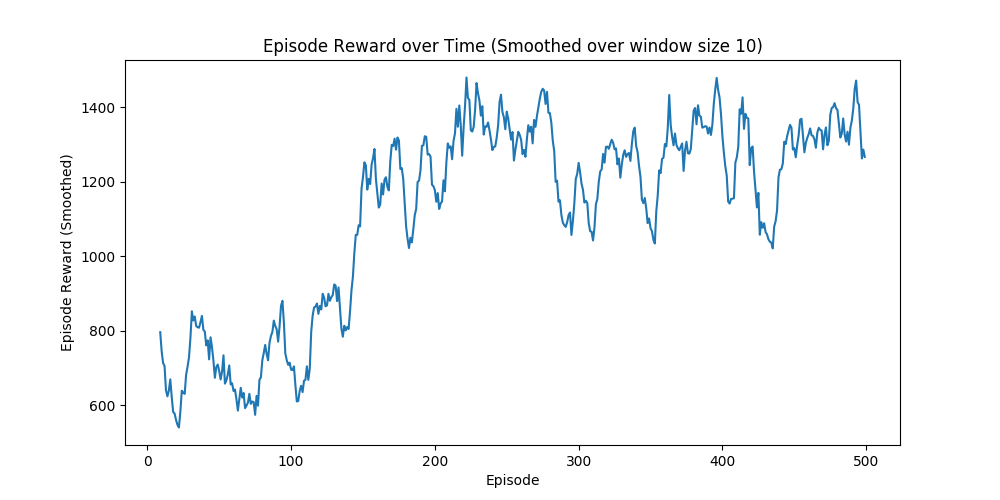 Episode Reward over Time (Smoothed over window size 10)
Episode Reward (Smoothed)
1400
1200
1000
800
600
0 100 200 300 400 500
Episode